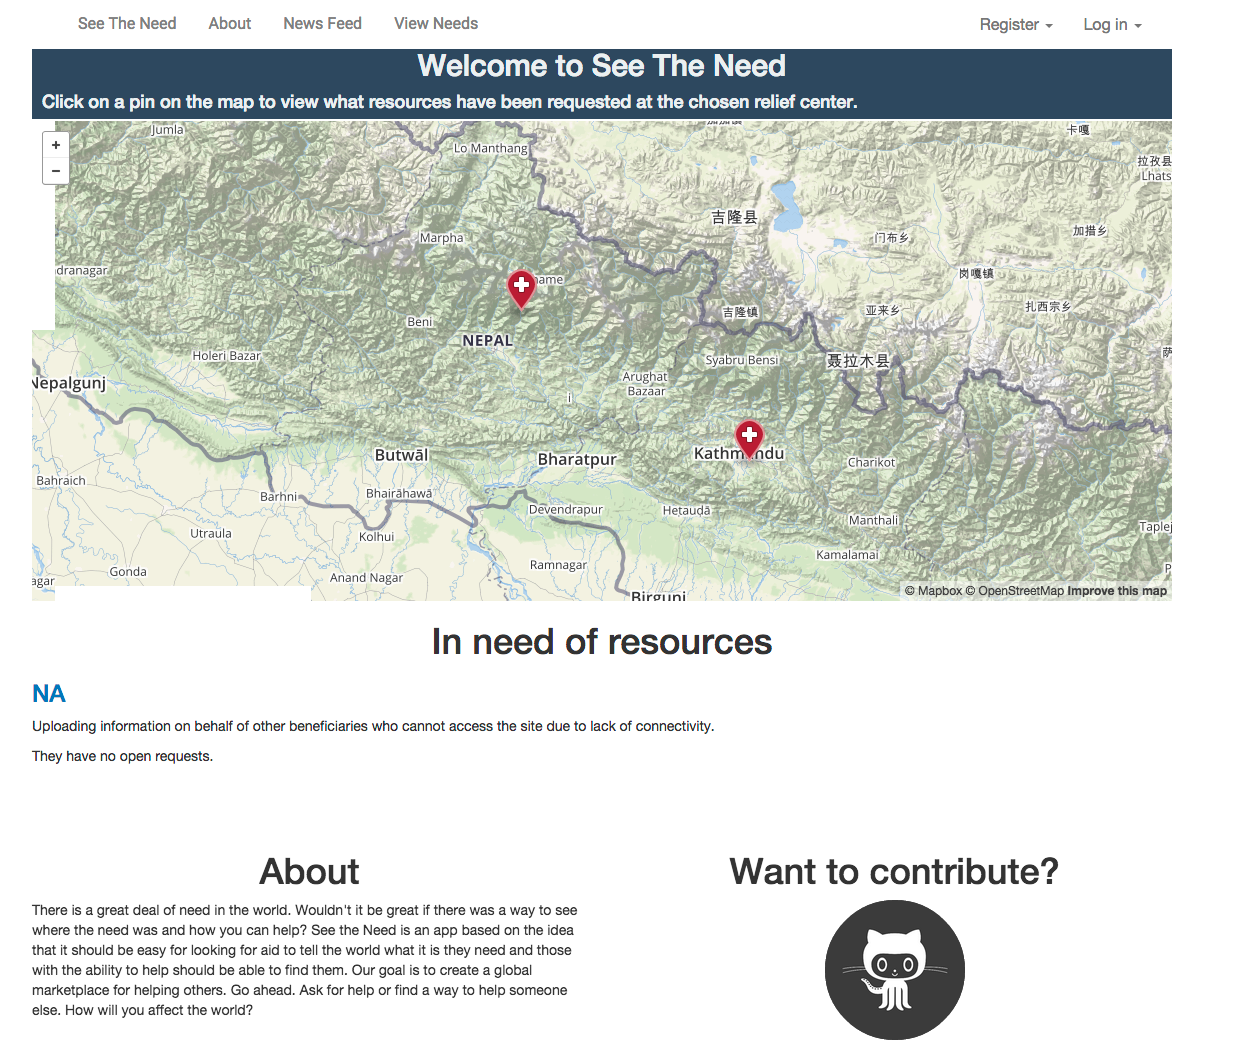 See The Need About News Feed View Needs Register Log in
Welcome to See The Need
Click on a pin on the map to view what resources have been requested at the chosen relief center.
+
−
Jumla
卡嘎
Lo Manthang
拉孜县
Lhats
吉隆县
加措乡
Marpha
门布乡
dranagar
岗嘎镇
ame
扎西宗乡
亚来乡
吉隆镇
Beni
NEPAL
Holeri Bazar
Syabru Bensi
聂拉木县
萨
Nepalgunj
Arughat
Bazaar
i
Butwāl
Bharatpur
Kathm ndu
Charikot
Bahraich
Barhni
Bhairāhawā
Devendrapur
Hetauḍā
Manthali
Taplej
Utraula
Kolhui
Kamalamai
Ramnagar
Gonda
Anand Nagar
P
gar
Birgunj
© Mapbox © OpenStreetMap Improve this map
In need of resources
NA
Uploading information on behalf of other beneficiaries who cannot access the site due to lack of connectivity.
They have no open requests.
About
There is a great deal of need in the world. Wouldn't it be great if there was a way to see
where the need was and how you can help? See the Need is an app based on the idea
that it should be easy for looking for aid to tell the world what it is they need and those
with the ability to help should be able to find them. Our goal is to create a global
marketplace for helping others. Go ahead. Ask for help or find a way to help someone
else. How will you affect the world?
Want to contribute?